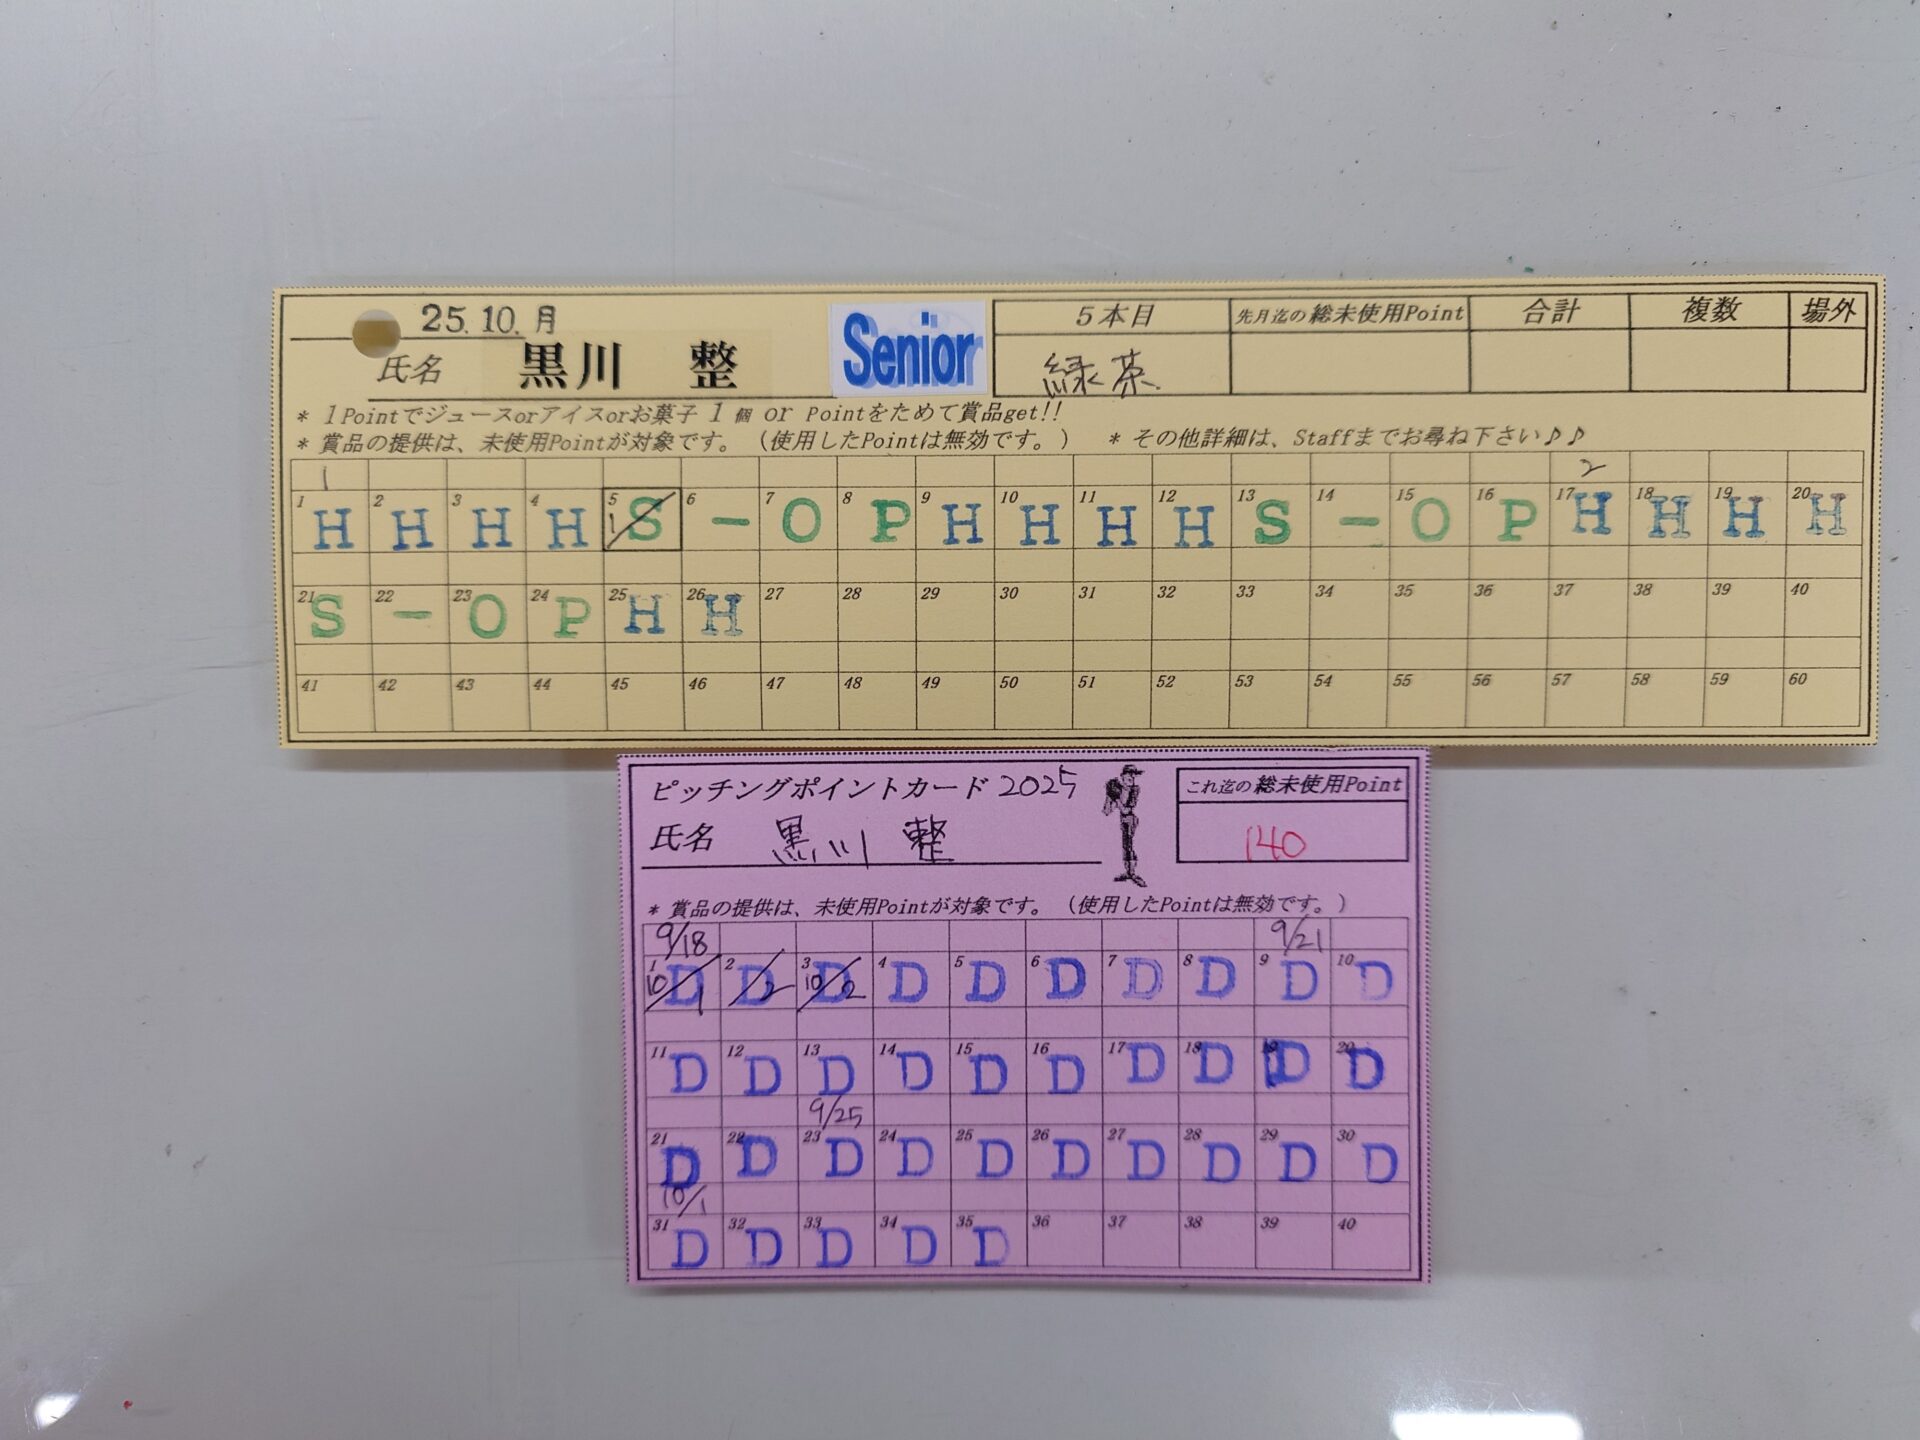 25.10.月
氏名 黒川 整
Senior
5本目 先月迄の総未使用Point 合計 複数 場外
緑茶
* 1Pointでジュースorアイスorお菓子 1 個 or Pointをためて賞品get!!
* 賞品の提供は、未使用Pointが対象です。(使用したPointは無効です。) * その他詳細は、Staffまでお尋ね下さい♪♪
1 2
1 2 3 4 5 6 7 8 9 10 11 12 13 14 15 16 17 18 19 20
H H H H 1 S - O P H H H H S - O P H H H H
21 22 23 24 25 26 27 28 29 30 31 32 33 34 35 36 37 38 39 40
S - O P H H
41 42 43 44 45 46 47 48 49 50 51 52 53 54 55 56 57 58 59 60
ピッチングポイントカード 2025
氏名 黒川 整
これ迄の総未使用Point
140
* 賞品の提供は、未使用Pointが対象です。(使用したPointは無効です。)
9/18 9/21
1 2 3 4 5 6 7 8 9 10
10/1 D D/2 10/2 D D D D D D D D
11 12 13 14 15 16 17 18 19 20
D D D D D D D D D D
9/25
21 22 23 24 25 26 27 28 29 30
D D D D D D D D D D
10/1
31 32 33 34 35 36 37 38 39 40
D D D D D